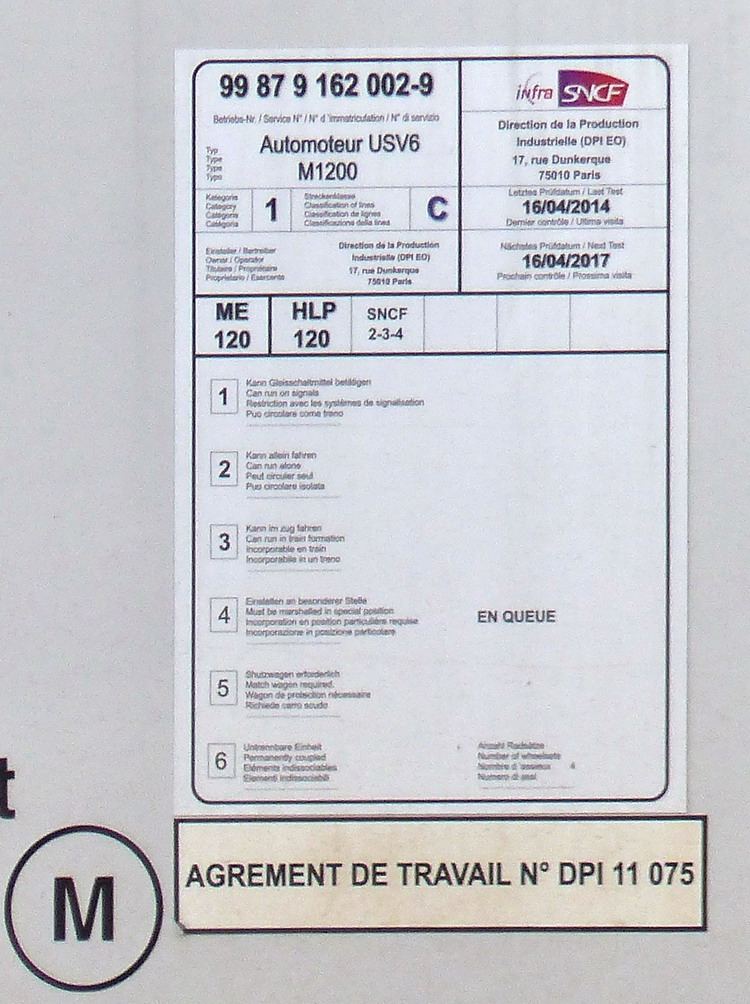 99 87 9 162 002-9
Betriebs-Nr. / Service N° / N° d 'immatriculation / N° di servizio
Typ
Type
Type
Typo
Automoteur USV6
M1200
infra SNCF
Direction de la Production
Industrielle (DPI EO)
17, rue Dunkerque
75010 Paris
Kategorie
Category
Catégorie
Catégoria
1
Streckenklasse
Classification of lines
Classification de lignes
Classificazione della linea
C
Letztes Prüfdatum / Last Test
16/04/2014
Dernier contrôle / Ultima visita
Einsteller / Betreiber
Owner / Operator
Titulaire / Propriétaire
Proprietario / Esercente
Direction de la Production
Industrielle (DPI EO)
17, rue Dunkerque
75010 Paris
Nächstes Prüfdatum / Next Test
16/04/2017
Prochain contrôle / Prossima visita
ME
120
HLP
120
SNCF
2-3-4
1
Kann Gleisschaltmittel betätigen
Can run on signals
Restriction avec les systèmes de signalisation
Puo circolare come treno
2
Kann allein fahren
Can run alone
Peut circuler seul
Puo circolare isolata
3
Kann im zug fahren
Can run in train formation
Incorporable en train
Incorporabile in un treno
4
Einstellen an besonderer Stelle
Must be marshalled in special position
Incorporation en position particulière requise
Incorporazione in posizione particolare
EN QUEUE
5
Shutzwagen erforderlich
Match wagon required.
Wagon de protection nécessaire
Richiede carro scudo
6
Untrennbare Einheit
Permanently coupled
Eléments indissociables
Elementi indissociabili
Anzahl Radsätze
Number of wheelsets
Nombre d 'essieux 4
Numero di assi
t
M
AGREMENT DE TRAVAIL N° DPI 11 075